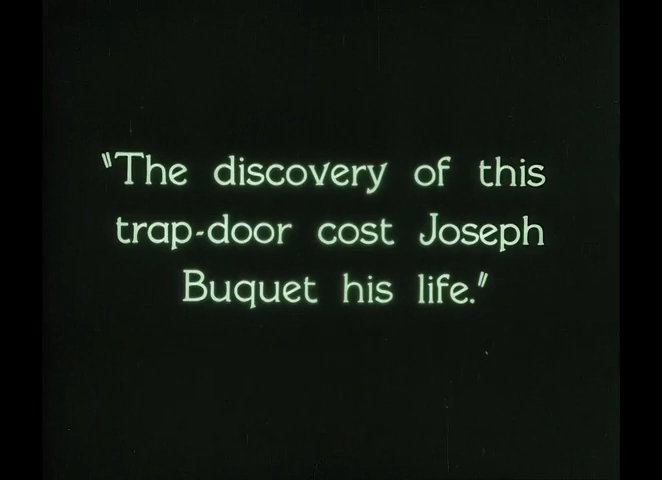 "The discovery of this
trap-door cost Joseph
Buquet his life."